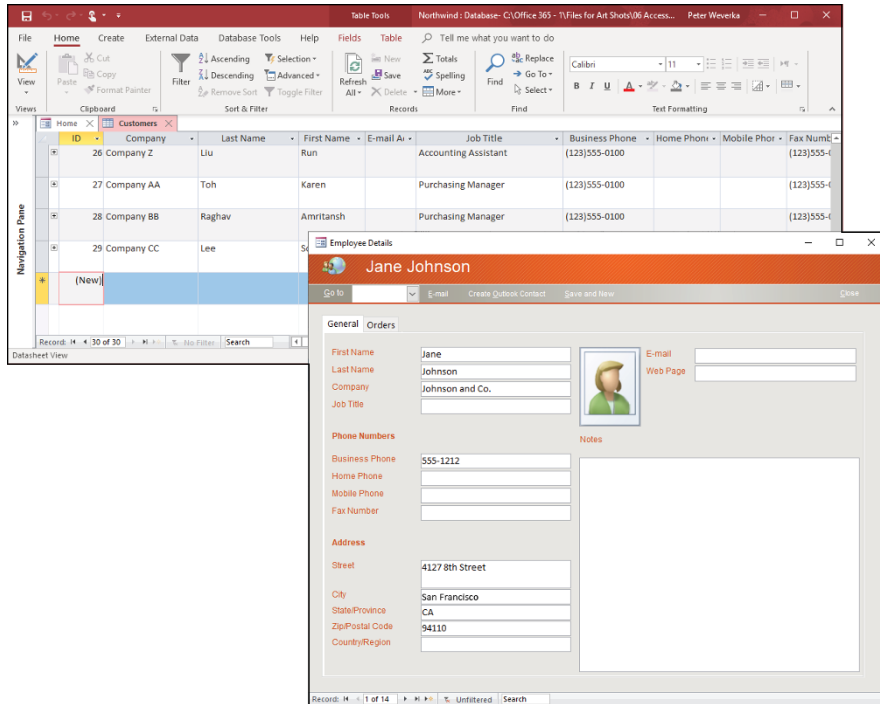 Table Tools Northwind : Database- C:\Office 365 - 1\Files for Art Shots\06 Access... Peter Weverka
File Home Create External Data Database Tools Help Fields Table Tell me what you want to do
View
Views
Paste
Cut
Copy
Format Painter
Clipboard
Filter
Ascending
Descending
Remove Sort
Selection
Advanced
Toggle Filter
Sort & Filter
Refresh
All
New
Save
Delete
Totals
Spelling
More
Records
Find
Replace
Go To
Select
Find
Calibri 11
B I U A
Text Formatting
Home Customers
ID Company Last Name First Name E-mail A Job Title Business Phone Home Phon Mobile Phor Fax Numb
26 Company Z Liu Run Accounting Assistant (123)555-0100 (123)555-
27 Company AA Toh Karen Purchasing Manager (123)555-0100 (123)555-
28 Company BB Raghav Amritansh Purchasing Manager (123)555-0100 (123)555-
29 Company CC Lee
(New)
Navigation Pane
Record: 30 of 30 No Filter Search
Datasheet View
Employee Details
Jane Johnson
Go to E-mail Create Outlook Contact Save and New Close
General Orders
First Name Jane
Last Name Johnson
Company Johnson and Co.
Job Title
E-mail
Web Page
Phone Numbers
Notes
Business Phone 555-1212
Home Phone
Mobile Phone
Fax Number
Address
Street 4127 8th Street
City San Francisco
State/Province CA
Zip/Postal Code 94110
Country/Region
Record: 1 of 14 Unfiltered Search